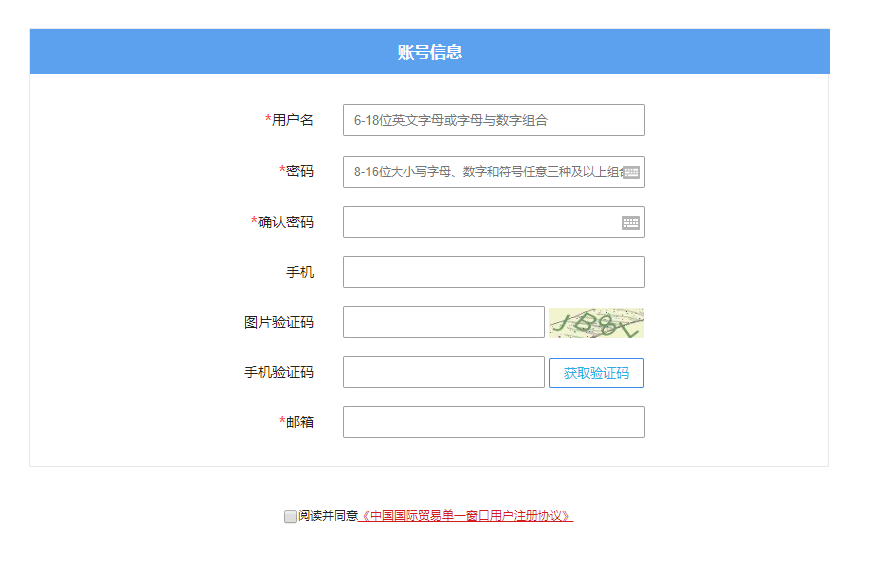 账号信息
*用户名 6-18位英文字母或字母与数字组合
*密码 8-16位大小写字母、数字和符号任意三种及以上组合
*确认密码
手机
图片验证码
手机验证码 获取验证码
*邮箱
阅读并同意《中国国际贸易单一窗口用户注册协议》